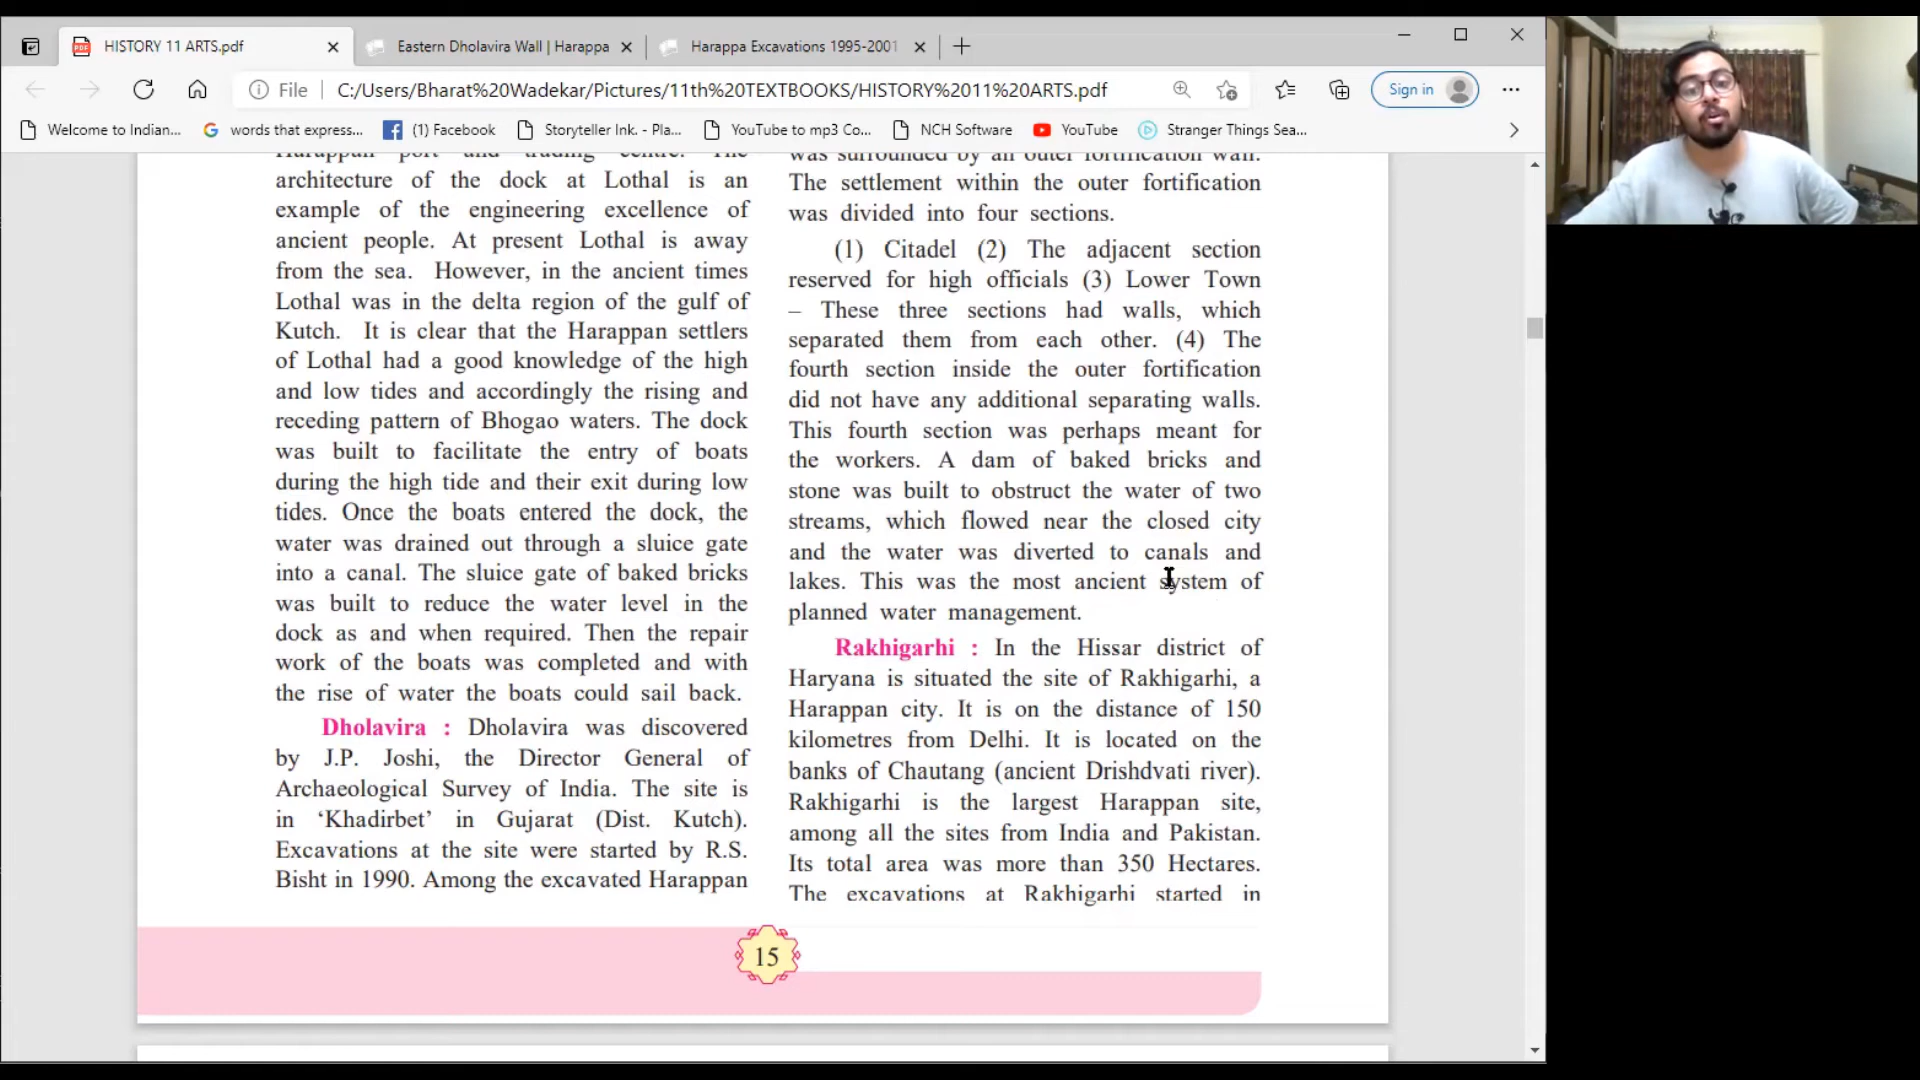 HISTORY 11 ARTS.pdf
Eastern Dholavira Wall | Harappa
Harappa Excavations 1995-2001
File
C:/Users/Bharat%20Wadekar/Pictures/11th%20TEXTBOOKS/HISTORY%2011%20ARTS.pdf
Sign in
Welcome to Indian...
words that express...
(1) Facebook
Storyteller Ink. - Pla...
YouTube to mp3 Co...
NCH Software
YouTube
Stranger Things Sea...
Harappan port and trading centre. The
architecture of the dock at Lothal is an
example of the engineering excellence of
ancient people. At present Lothal is away
from the sea. However, in the ancient times
Lothal was in the delta region of the gulf of
Kutch. It is clear that the Harappan settlers
of Lothal had a good knowledge of the high
and low tides and accordingly the rising and
receding pattern of Bhogao waters. The dock
was built to facilitate the entry of boats
during the high tide and their exit during low
tides. Once the boats entered the dock, the
water was drained out through a sluice gate
into a canal. The sluice gate of baked bricks
was built to reduce the water level in the
dock as and when required. Then the repair
work of the boats was completed and with
the rise of water the boats could sail back.
Dholavira : Dholavira was discovered
by J.P. Joshi, the Director General of
Archaeological Survey of India. The site is
in ‘Khadirbet’ in Gujarat (Dist. Kutch).
Excavations at the site were started by R.S.
Bisht in 1990. Among the excavated Harappan
was surrounded by an outer fortification wall.
The settlement within the outer fortification
was divided into four sections.
(1) Citadel (2) The adjacent section
reserved for high officials (3) Lower Town
– These three sections had walls, which
separated them from each other. (4) The
fourth section inside the outer fortification
did not have any additional separating walls.
This fourth section was perhaps meant for
the workers. A dam of baked bricks and
stone was built to obstruct the water of two
streams, which flowed near the closed city
and the water was diverted to canals and
lakes. This was the most ancient system of
planned water management.
Rakhigarhi : In the Hissar district of
Haryana is situated the site of Rakhigarhi, a
Harappan city. It is on the distance of 150
kilometres from Delhi. It is located on the
banks of Chautang (ancient Drishdvati river).
Rakhigarhi is the largest Harappan site,
among all the sites from India and Pakistan.
Its total area was more than 350 Hectares.
The excavations at Rakhigarhi started in
15